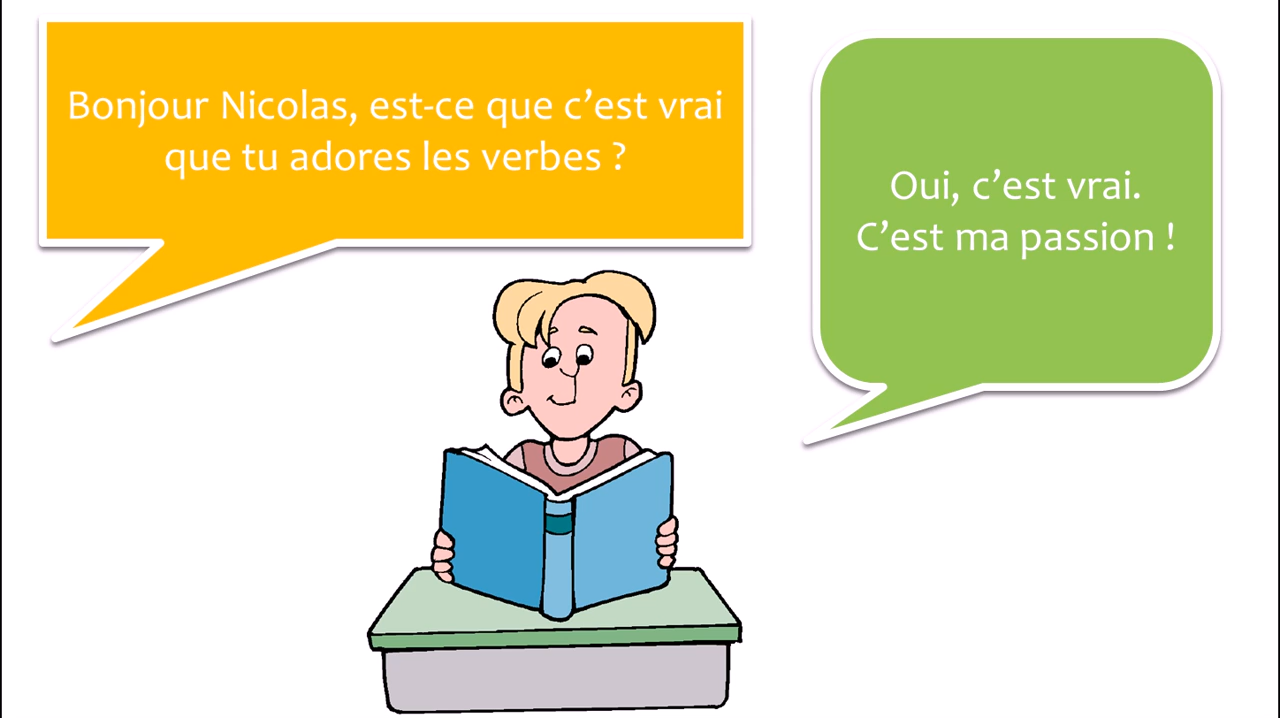 Bonjour Nicolas, est-ce que c’est vrai
que tu adores les verbes ?
Oui, c’est vrai.
C’est ma passion !